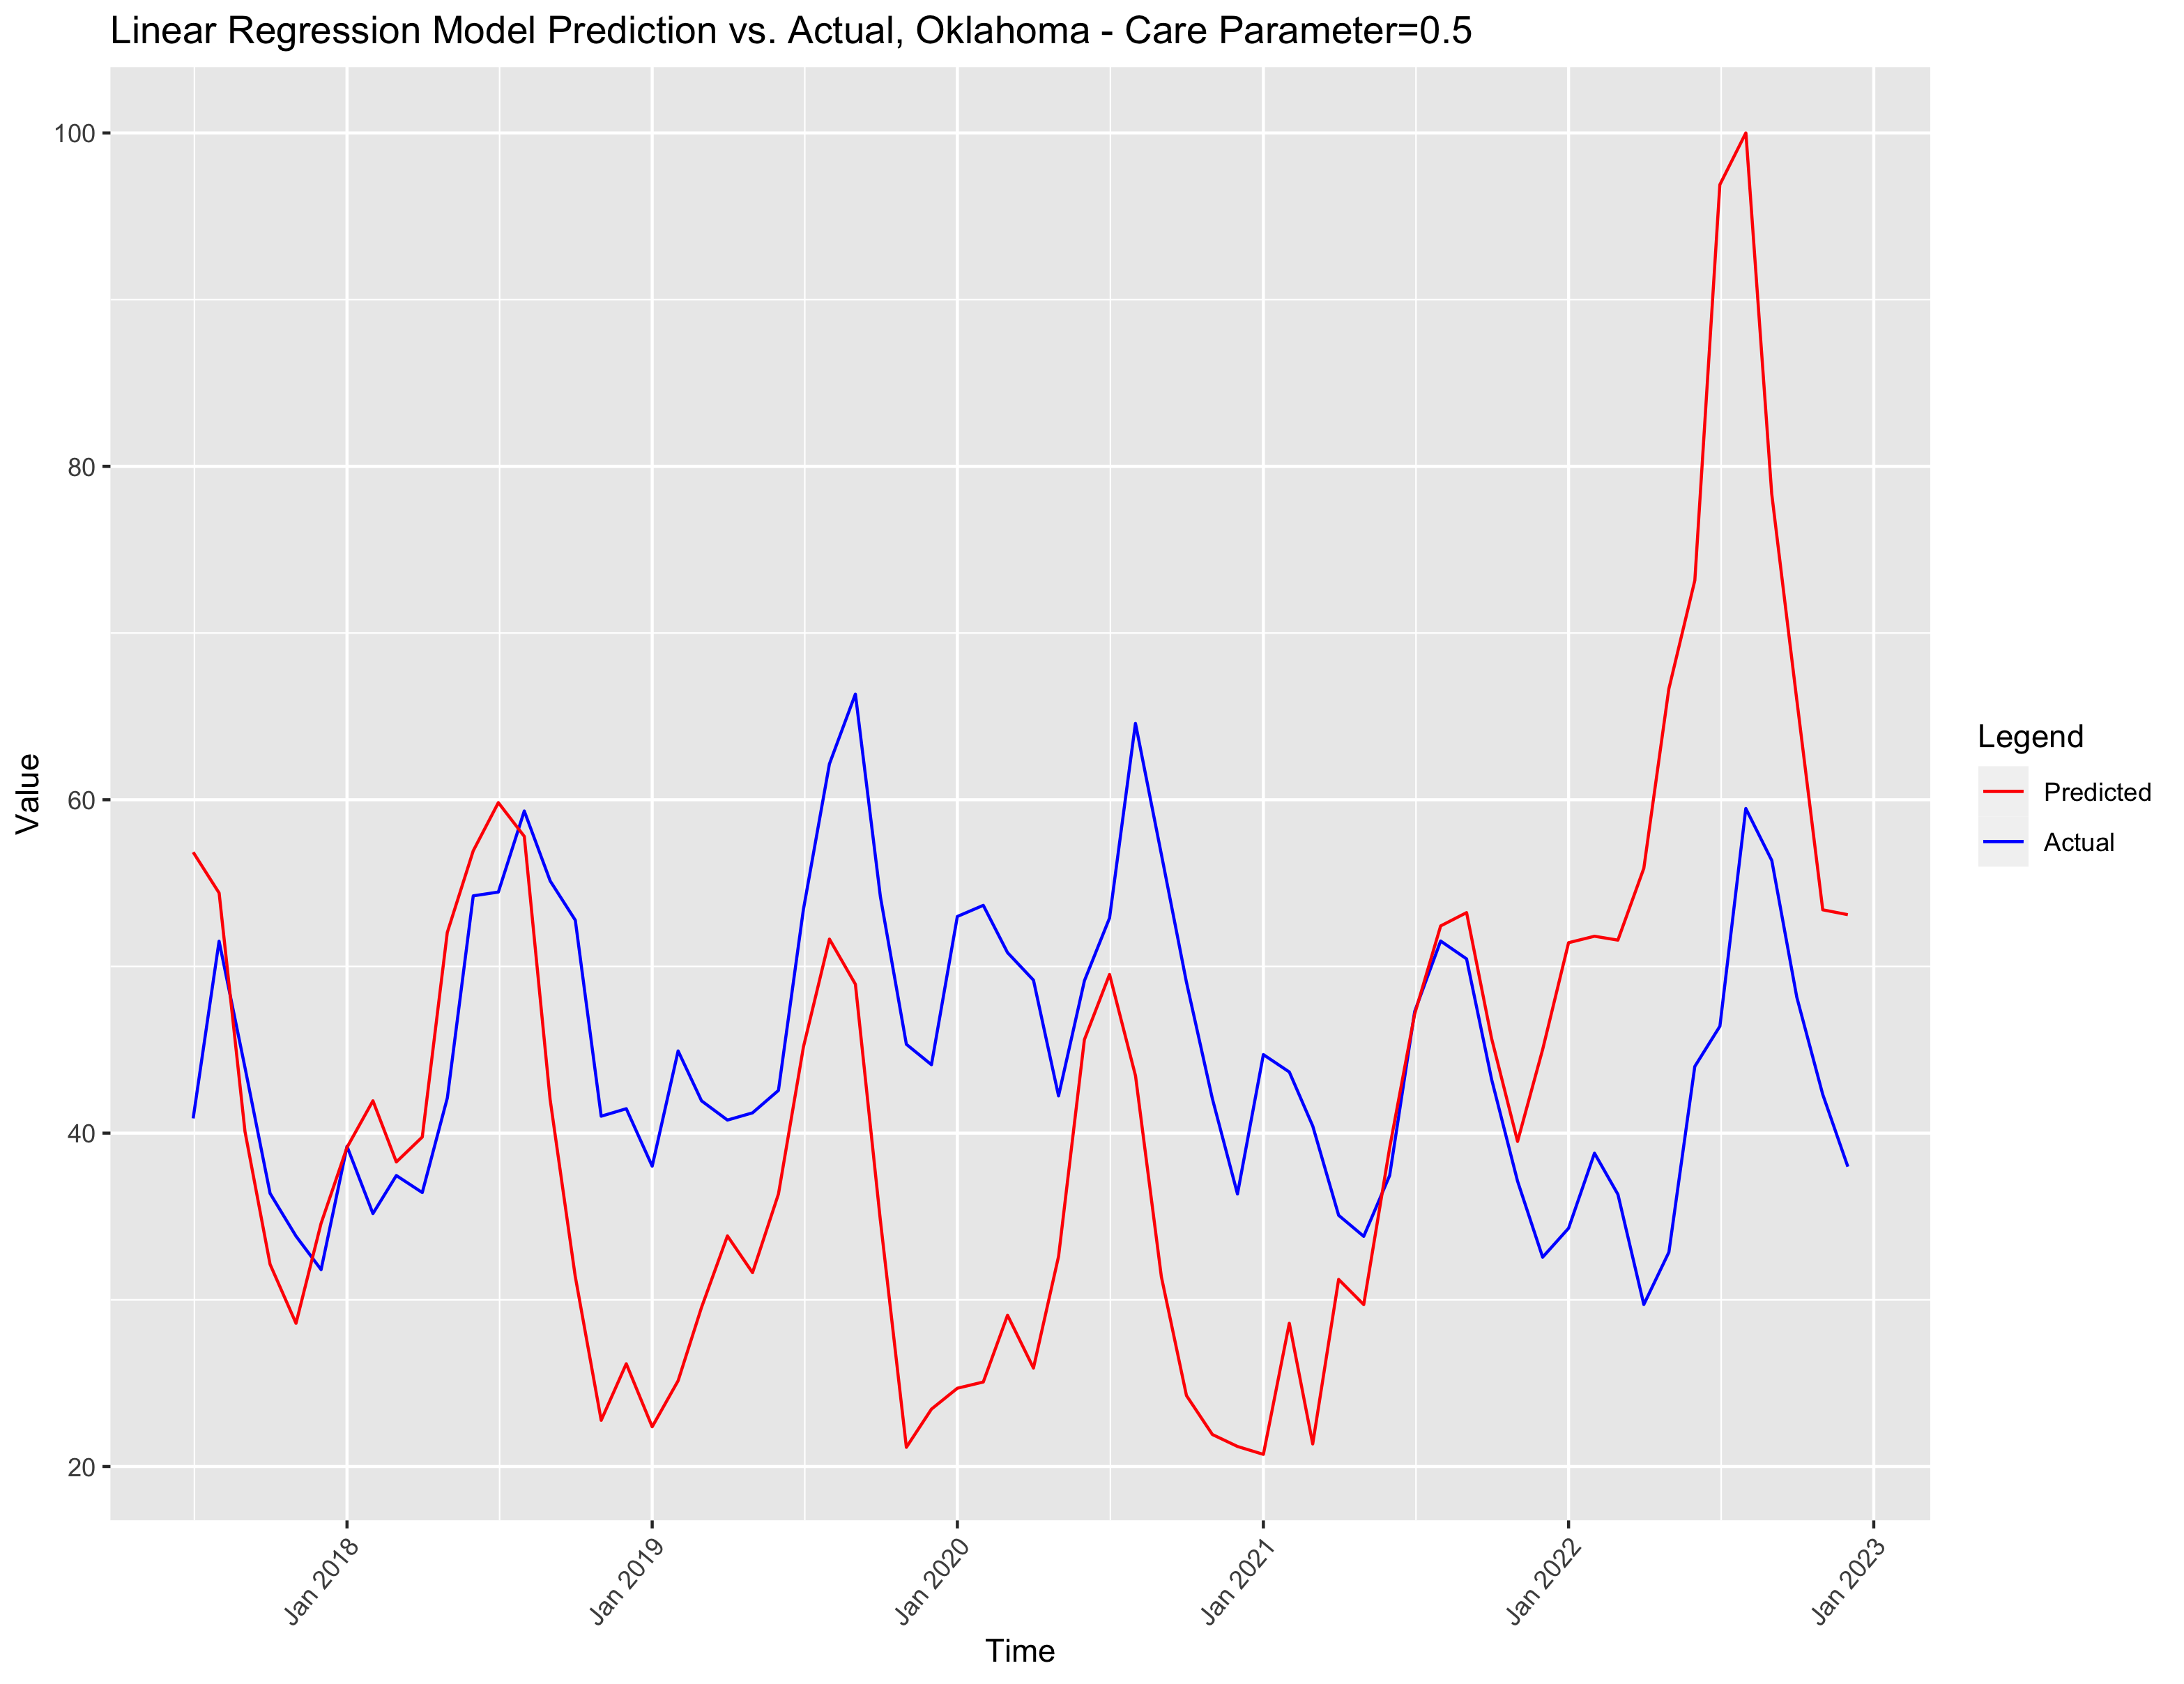 Linear Regression Model Prediction vs. Actual, Oklahoma - Care Parameter=0.5
100
80
60
40
20
Value
Jan 2018
Jan 2019
Jan 2020
Jan 2021
Jan 2022
Jan 2023
Time
Legend
Predicted
Actual